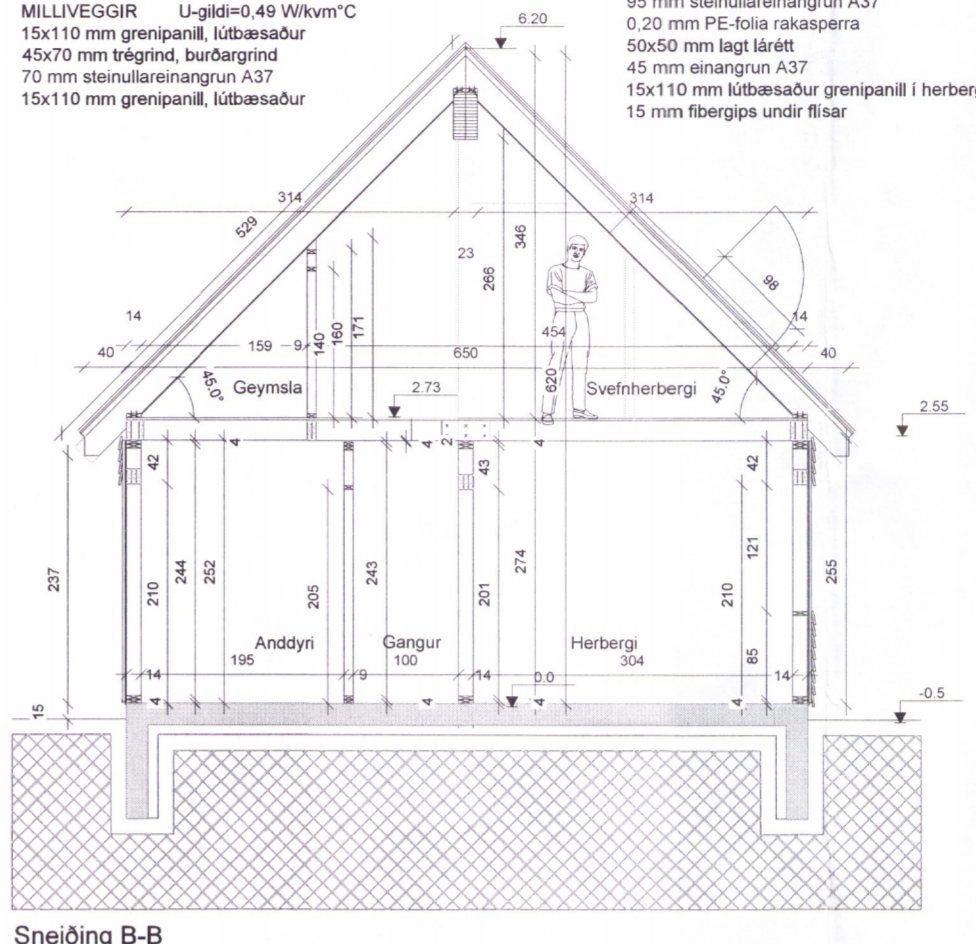 MILLIVEGGIR U-gildi=0,49 W/kvm°C
15x110 mm grenipanill, lútbæsaður
45x70 mm trégrind, burðargrind
70 mm steinullareinangrun A37
15x110 mm grenipanill, lútbæsaður
95 mm steinullareinangrun A37
0,20 mm PE-folia rakasperra
50x50 mm lagt lárétt
45 mm einangrun A37
15x110 mm lútbæsaður grenipanill í herberg
15 mm fibergips undir flísar
6.20
314 314
529
346
23
266
98
14 14
140 160 171
159 9 454
40 650 40
620
45.0° Geymsla Svefnherbergi 45.0°
2.73
2.55
4 4 2 4
42 43 42
237 210 244 252 205 243 201 274 210 121 255
85
Anddyri Gangur Herbergi
14 195 9 100 14 304 14
0.0
4 4 4 4
15
-0.5
Sneiðing B-B